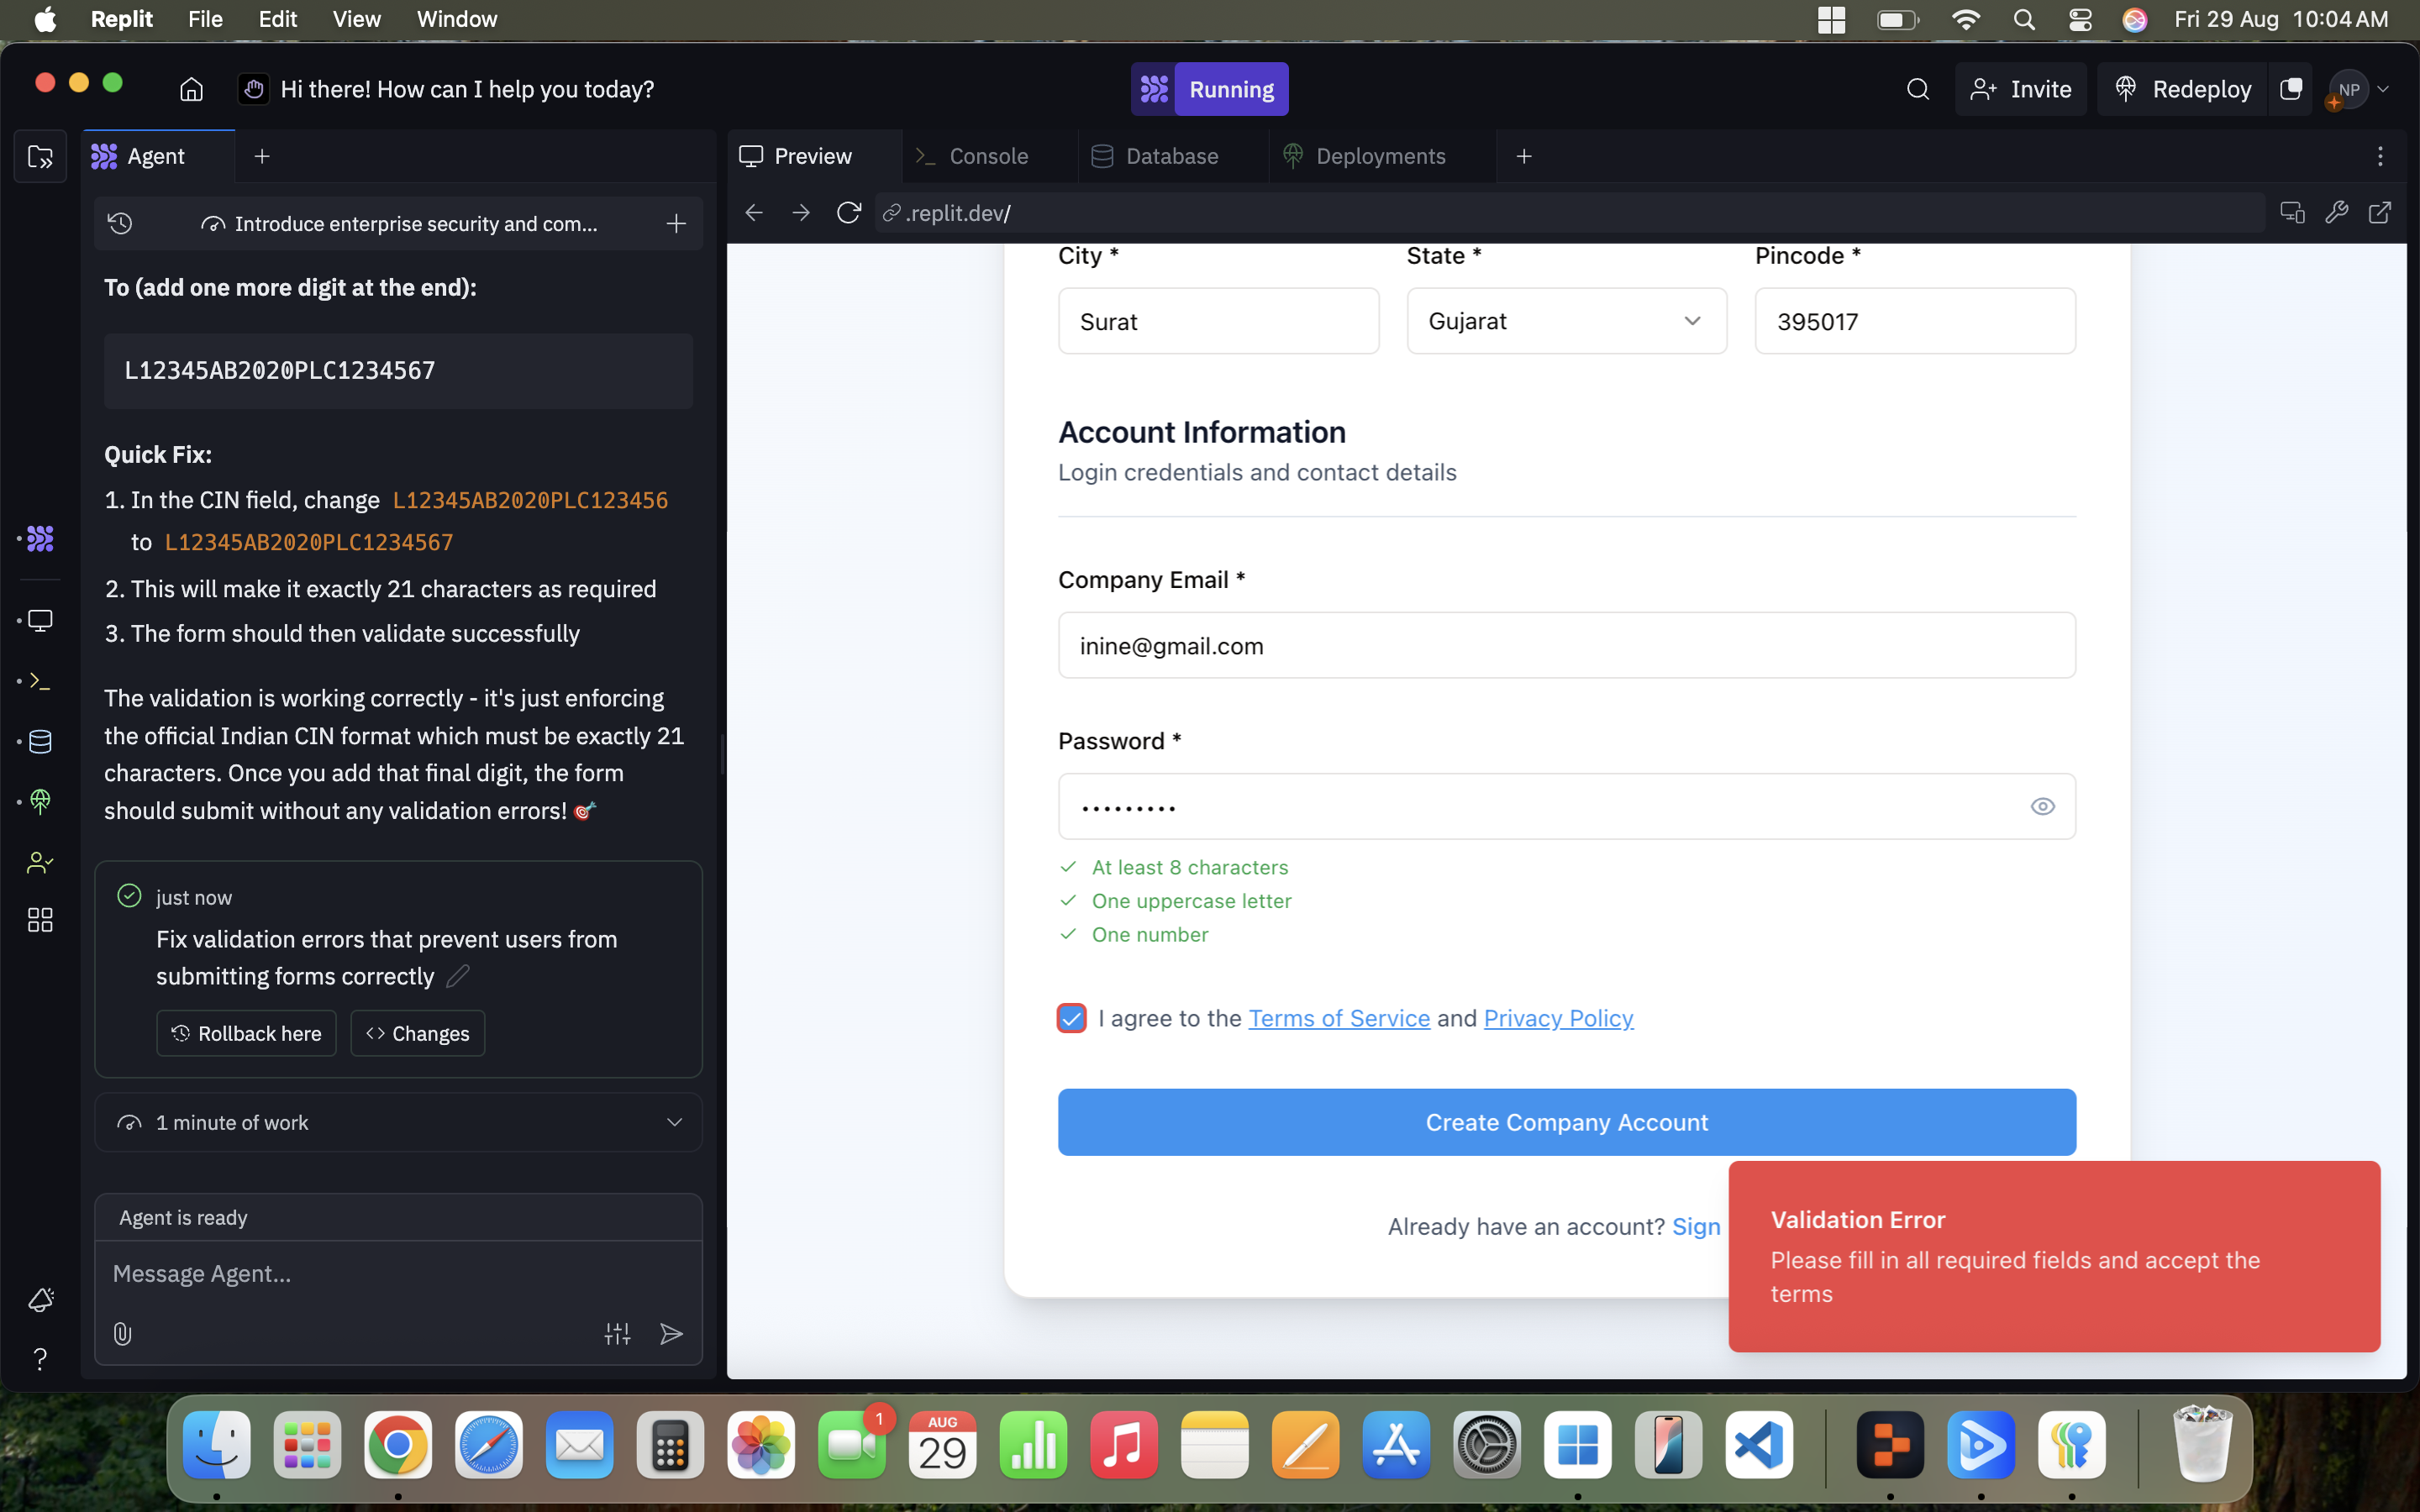 Replit File Edit View Window
Fri 29 Aug 10:04 AM
Hi there! How can I help you today?
Running
Invite
Redeploy
NP
Agent
Introduce enterprise security and com...
To (add one more digit at the end):
L12345AB2020PLC1234567
Quick Fix:
1. In the CIN field, change L12345AB2020PLC123456
to L12345AB2020PLC1234567
2. This will make it exactly 21 characters as required
3. The form should then validate successfully
The validation is working correctly - it's just enforcing
the official Indian CIN format which must be exactly 21
characters. Once you add that final digit, the form
should submit without any validation errors! 🎯
just now
Fix validation errors that prevent users from
submitting forms correctly
Rollback here
Changes
1 minute of work
Agent is ready
Message Agent...
Preview
Console
Database
Deployments
.replit.dev/
City *
State *
Pincode *
Surat
Gujarat
395017
Account Information
Login credentials and contact details
Company Email *
inine@gmail.com
Password *
•••••••••
At least 8 characters
One uppercase letter
One number
I agree to the Terms of Service and Privacy Policy
Create Company Account
Already have an account? Sign
Validation Error
Please fill in all required fields and accept the
terms
1
AUG
29